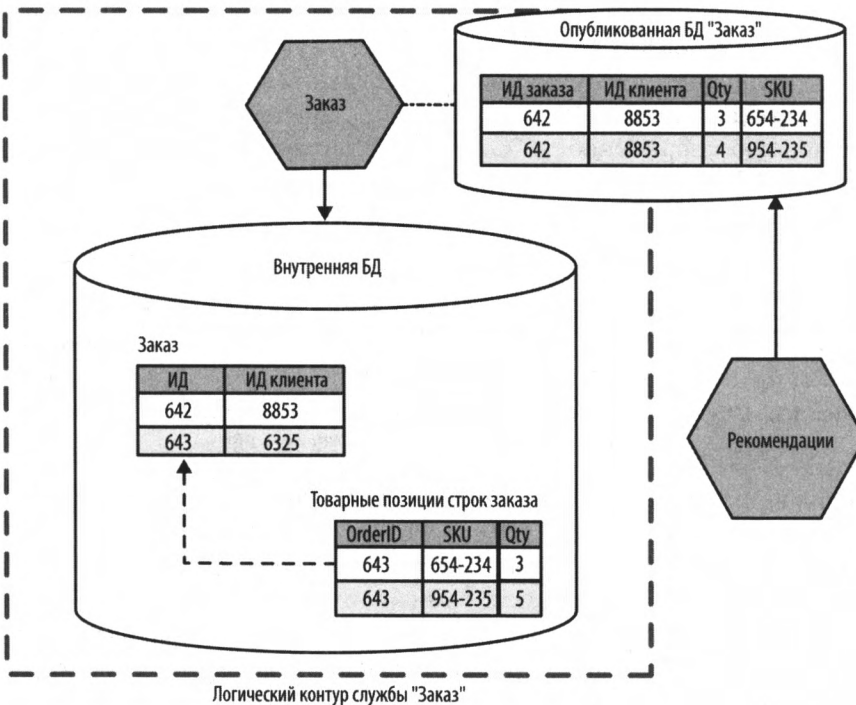 Опубликованная БД "Заказ"
ИД заказа ИД клиента Qty SKU
642 8853 3 654-234
642 8853 4 954-235
Заказ
Внутренняя БД
Заказ
ИД ИД клиента
642 8853
643 6325
Рекомендации
Товарные позиции строк заказа
OrderID SKU Qty
643 654-234 3
643 954-235 5
Логический контур службы "Заказ"